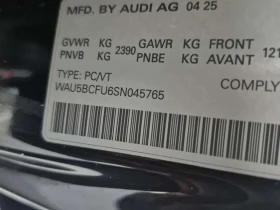 MFD. BY AUDI AG 04 25
GVWR KG 2390 GAWR KG FRONT 121
PNVB KG PNBE KG AVANT
TYPE: PC/VT COMPLY
WAU5BCFU6SN045765